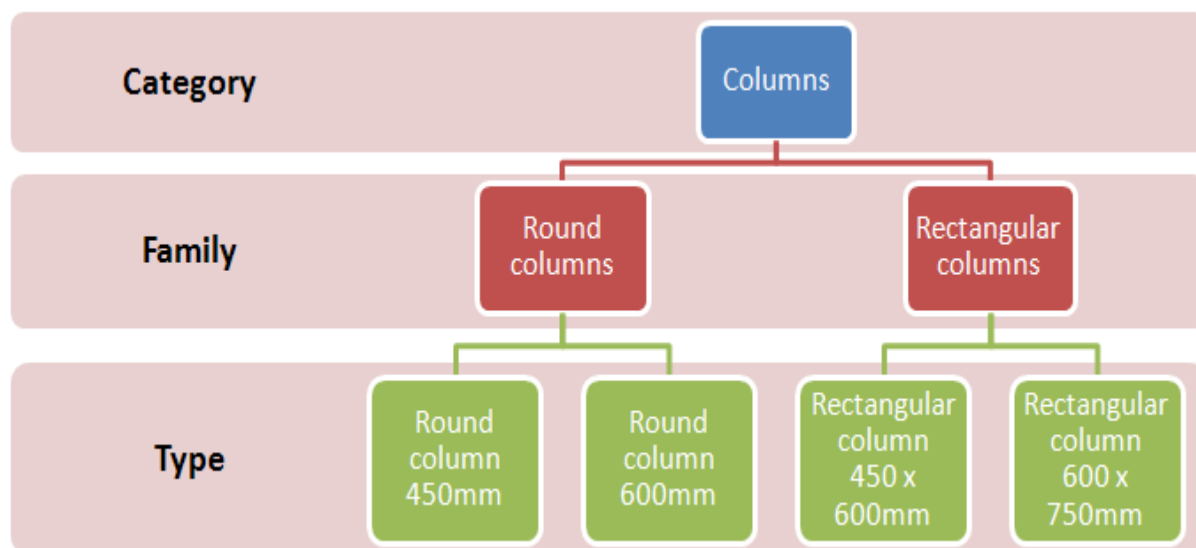 Category
Columns
Family
Round
columns
Rectangular
columns
Type
Round
column
450mm
Round
column
600mm
Rectangular
column
450 x
600mm
Rectangular
column
600 x
750mm